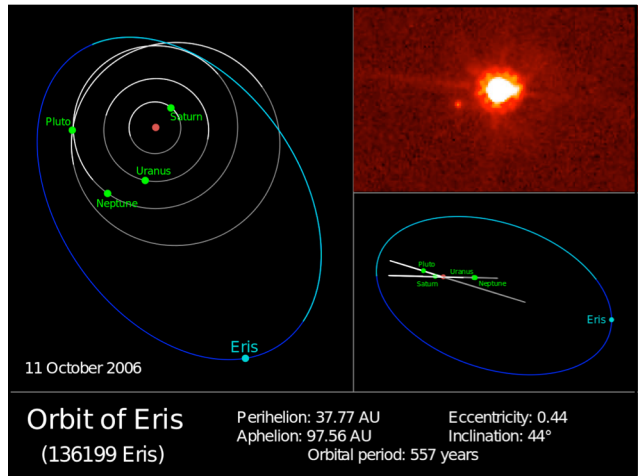 Saturn
Pluto
Uranus
Neptune
Eris
11 October 2006
Pluto
Uranus
Saturn
Neptune
Eris
Orbit of Eris
(136199 Eris)
Perihelion: 37.77 AU
Aphelion: 97.56 AU
Eccentricity: 0.44
Inclination: 44°
Orbital period: 557 years